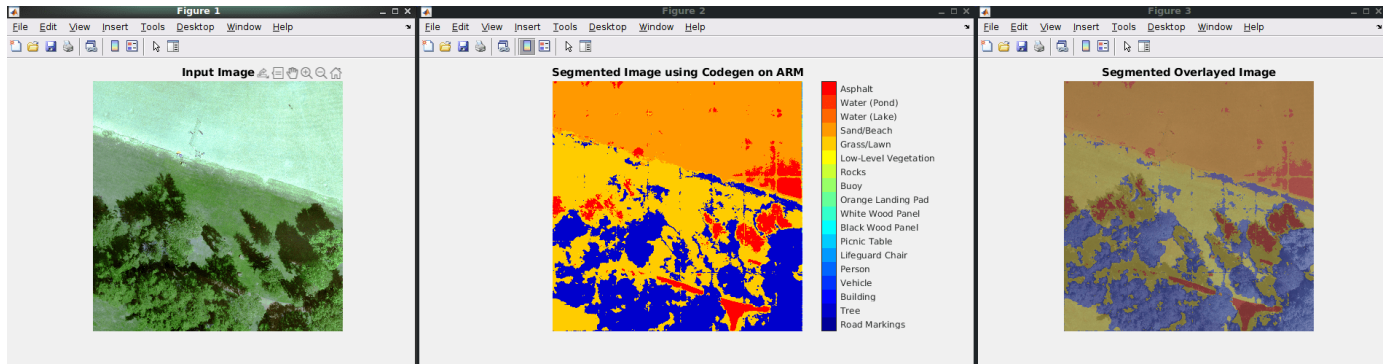 Figure 1
File Edit View Insert Tools Desktop Window Help
Input Image
Figure 2
File Edit View Insert Tools Desktop Window Help
Segmented Image using Codegen on ARM
Asphalt
Water (Pond)
Water (Lake)
Sand/Beach
Grass/Lawn
Low-Level Vegetation
Rocks
Buoy
Orange Landing Pad
White Wood Panel
Black Wood Panel
Picnic Table
Lifeguard Chair
Person
Vehicle
Building
Tree
Road Markings
Figure 3
File Edit View Insert Tools Desktop Window Help
Segmented Overlayed Image